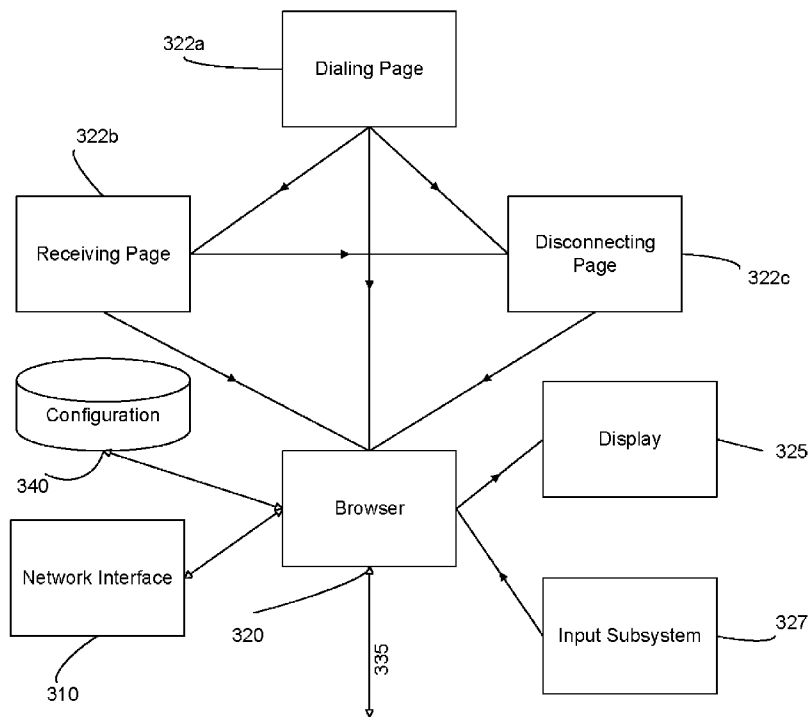 322a
Dialing Page
322b
Receiving Page
Disconnecting
Page
322c
Configuration
340
Display
325
Browser
Network Interface
310
320
335
Input Subsystem
327